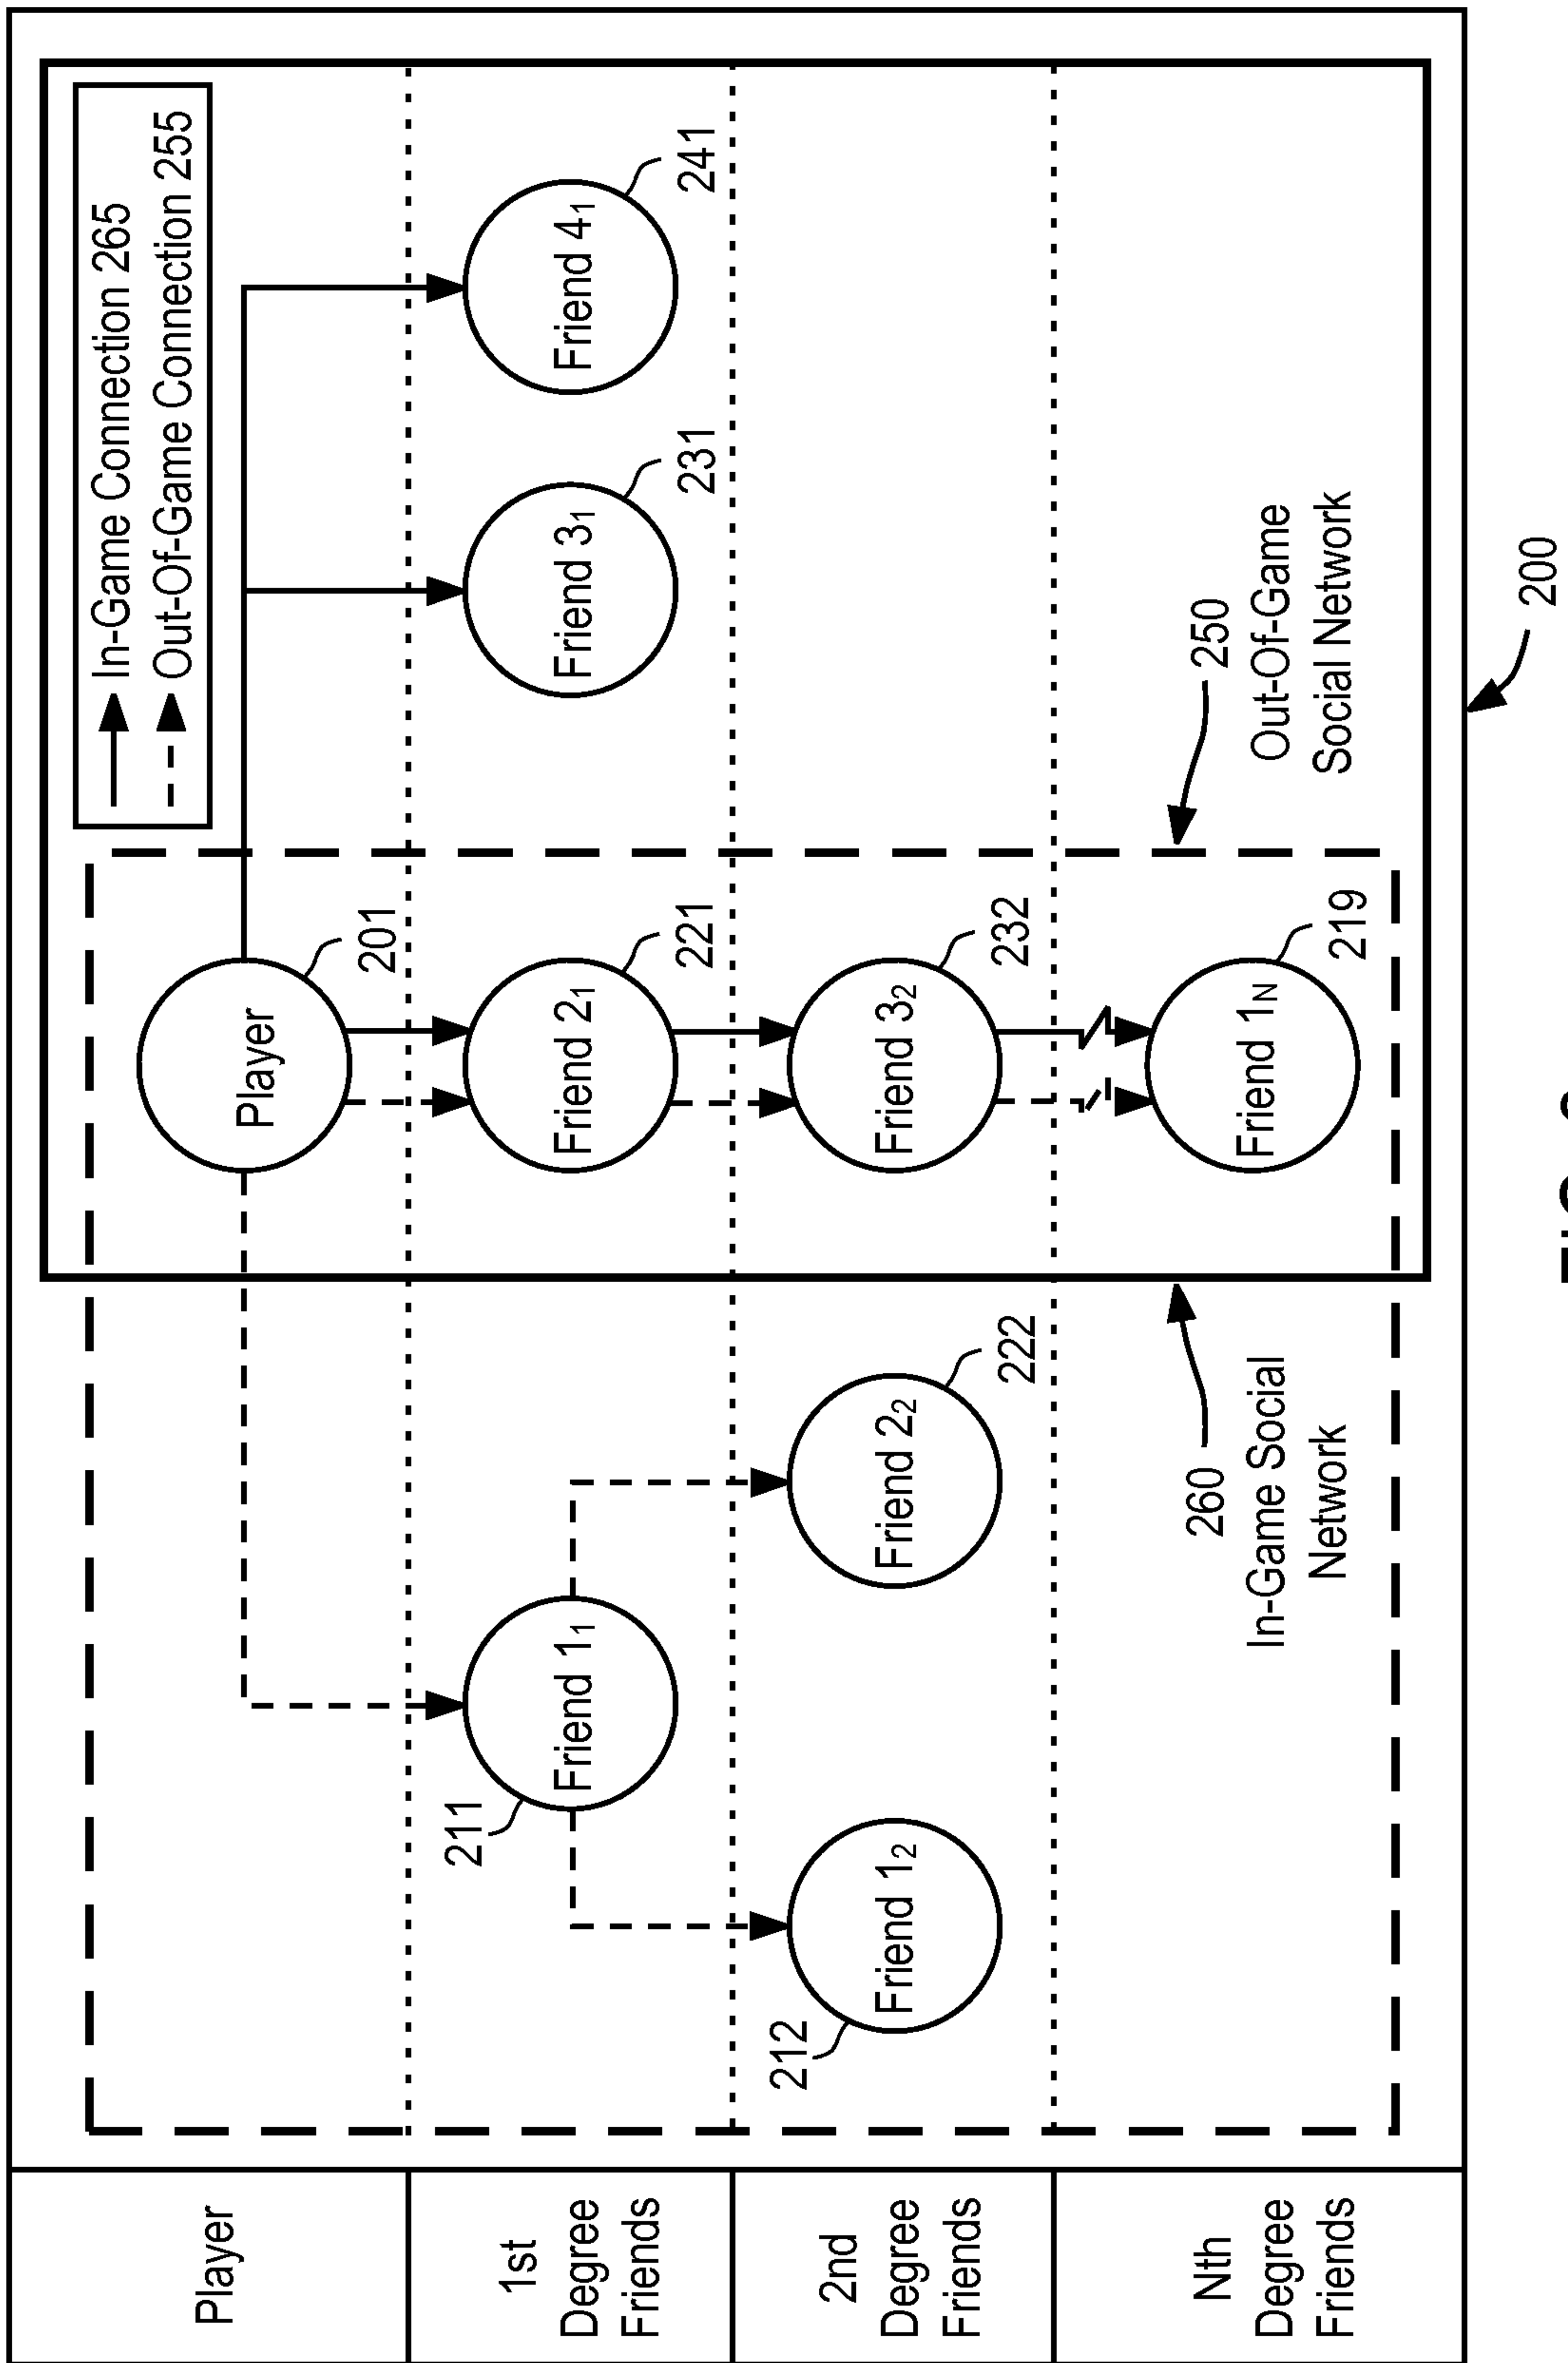 Player
1st
Degree
Friends
2nd
Degree
Friends
Nth
Degree
Friends
In-Game Connection 265
Out-Of-Game Connection 255
Player
201
211
Friend 1₁
Friend 2₁
221
Friend 3₁
231
Friend 4₁
241
212
Friend 1₂
Friend 2₂
222
Friend 3₂
232
260
In-Game Social
Network
Friend 1N
219
250
Out-Of-Game
Social Network
200